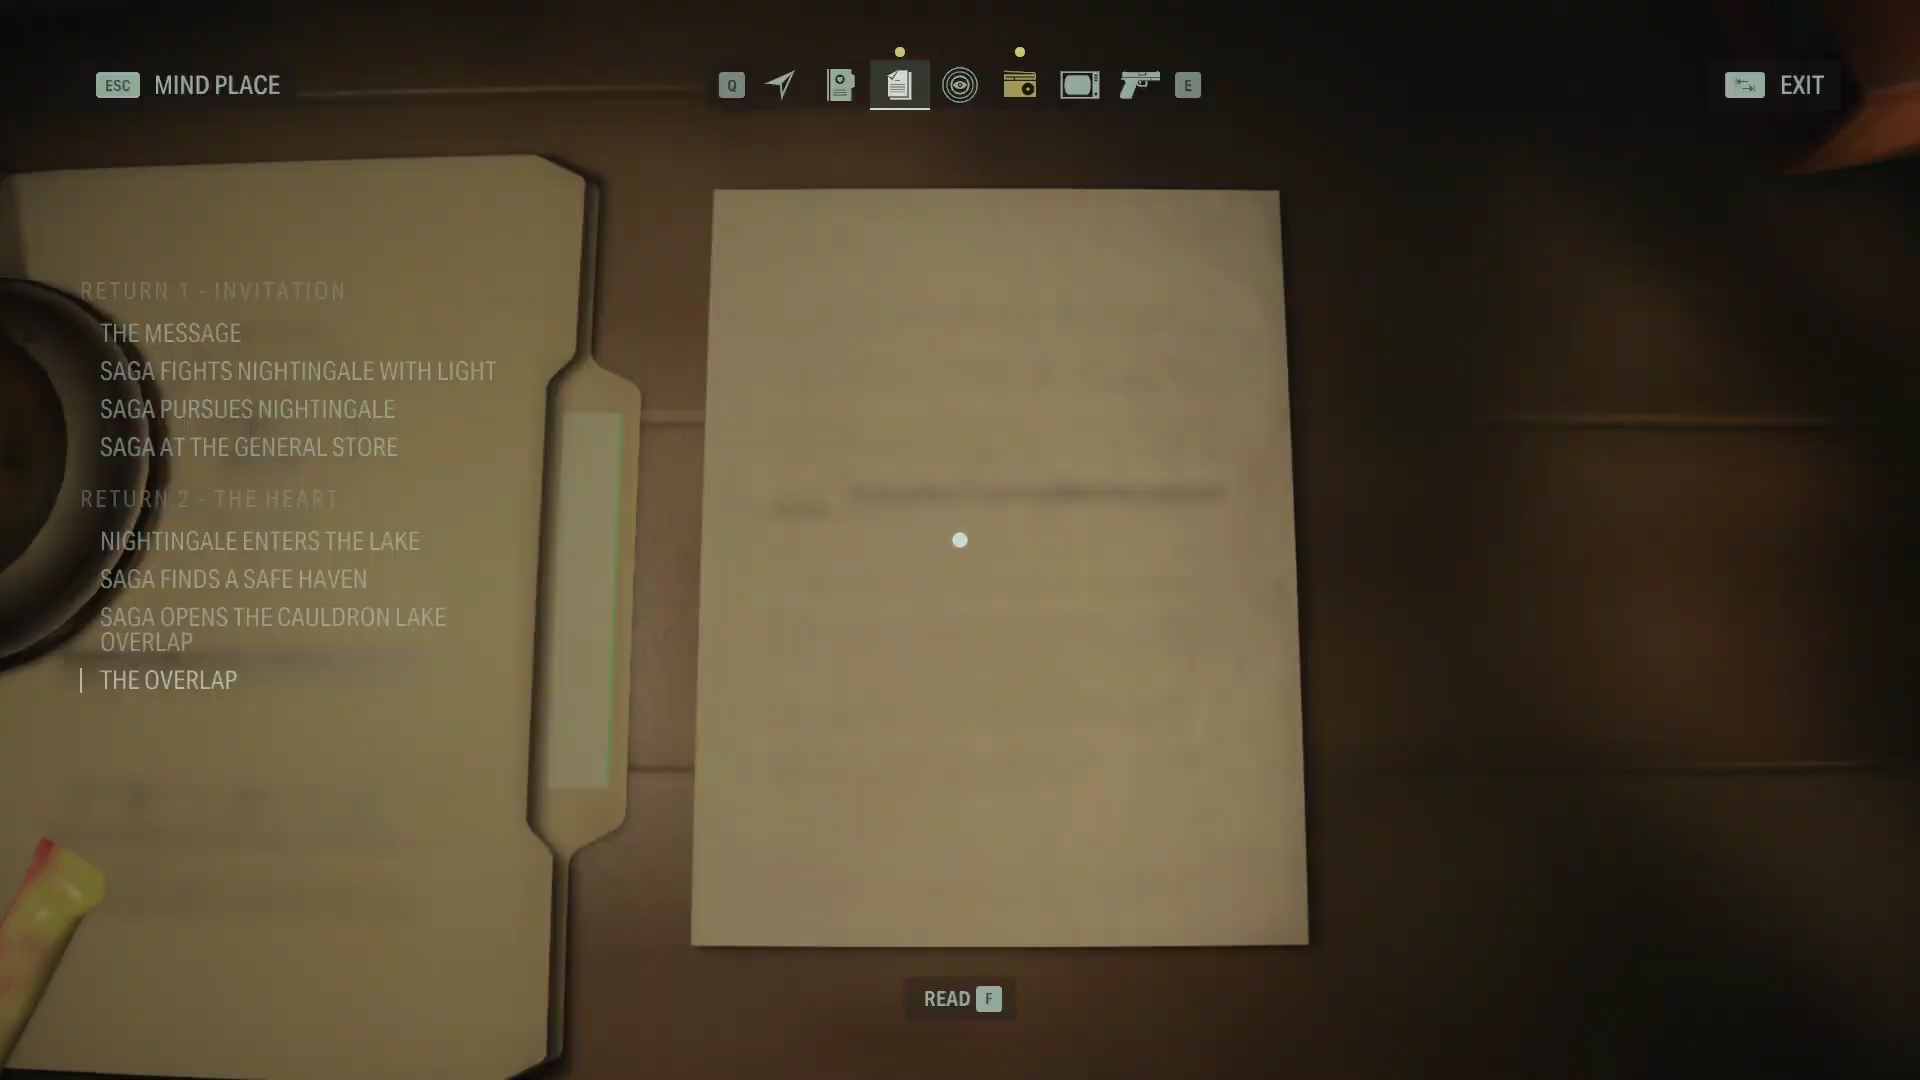 ESC MIND PLACE
Q
E
EXIT
RETURN 1 - INVITATION
THE MESSAGE
SAGA FIGHTS NIGHTINGALE WITH LIGHT
SAGA PURSUES NIGHTINGALE
SAGA AT THE GENERAL STORE
RETURN 2 - THE HEART
NIGHTINGALE ENTERS THE LAKE
SAGA FINDS A SAFE HAVEN
SAGA OPENS THE CAULDRON LAKE
OVERLAP
THE OVERLAP
READ F